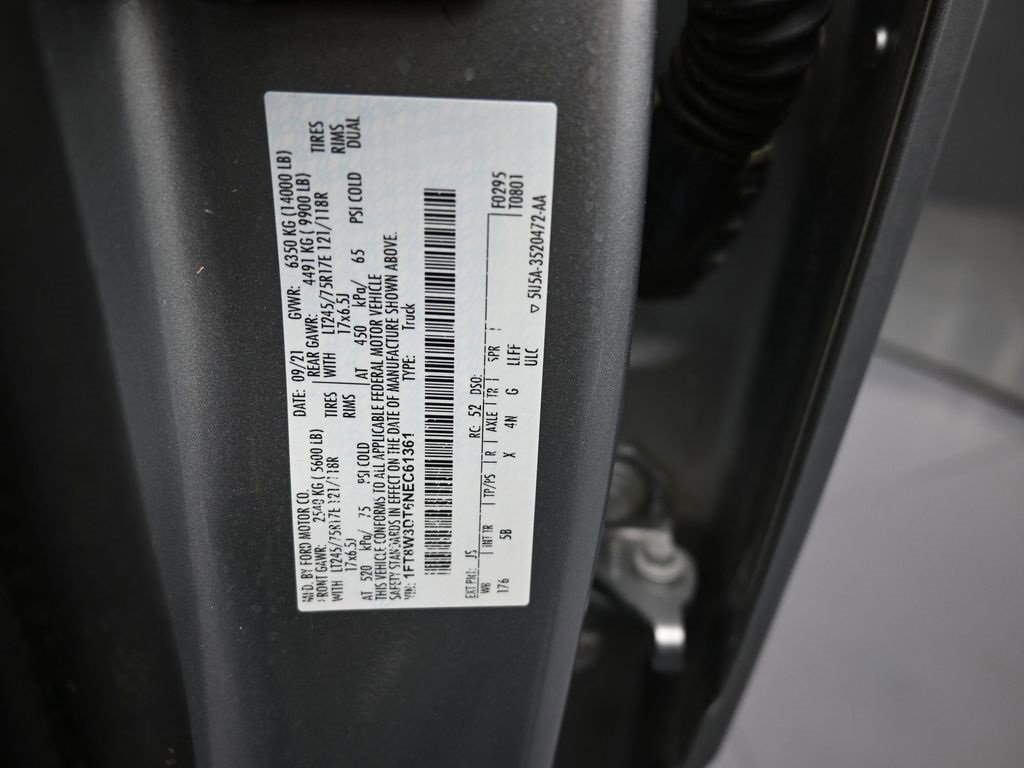 MFD. BY FORD MOTOR CO. DATE: 09/21 GVWR: 6350 KG (14000 LB)
FRONT GAWR: 2540 KG ( 5600 LB) REAR GAWR: 4491 KG ( 9900 LB)
WITH LT245/75R17E 121/118R TIRES WITH LT245/75R17E 121/118R TIRES
17x6.5J RIMS 17x6.5J RIMS
AT 520 kPa/ 75 PSI COLD AT 450 kPa/ 65 PSI COLD DUAL
THIS VEHICLE CONFORMS TO ALL APPLICABLE FEDERAL MOTOR VEHICLE
SAFETY STANDARDS IN EFFECT ON THE DATE OF MANUFACTURE SHOWN ABOVE.
VIN: 1FT8W3DT5NEC61361 TYPE: Truck
F0295
T0801
EXT PNT: JS RC: 52 DSO:
WB INT TR TP/PS R AXLE TR SPR
176 5B X 4N G LLFF
ULC
▽ 5U5A-3520472-AA